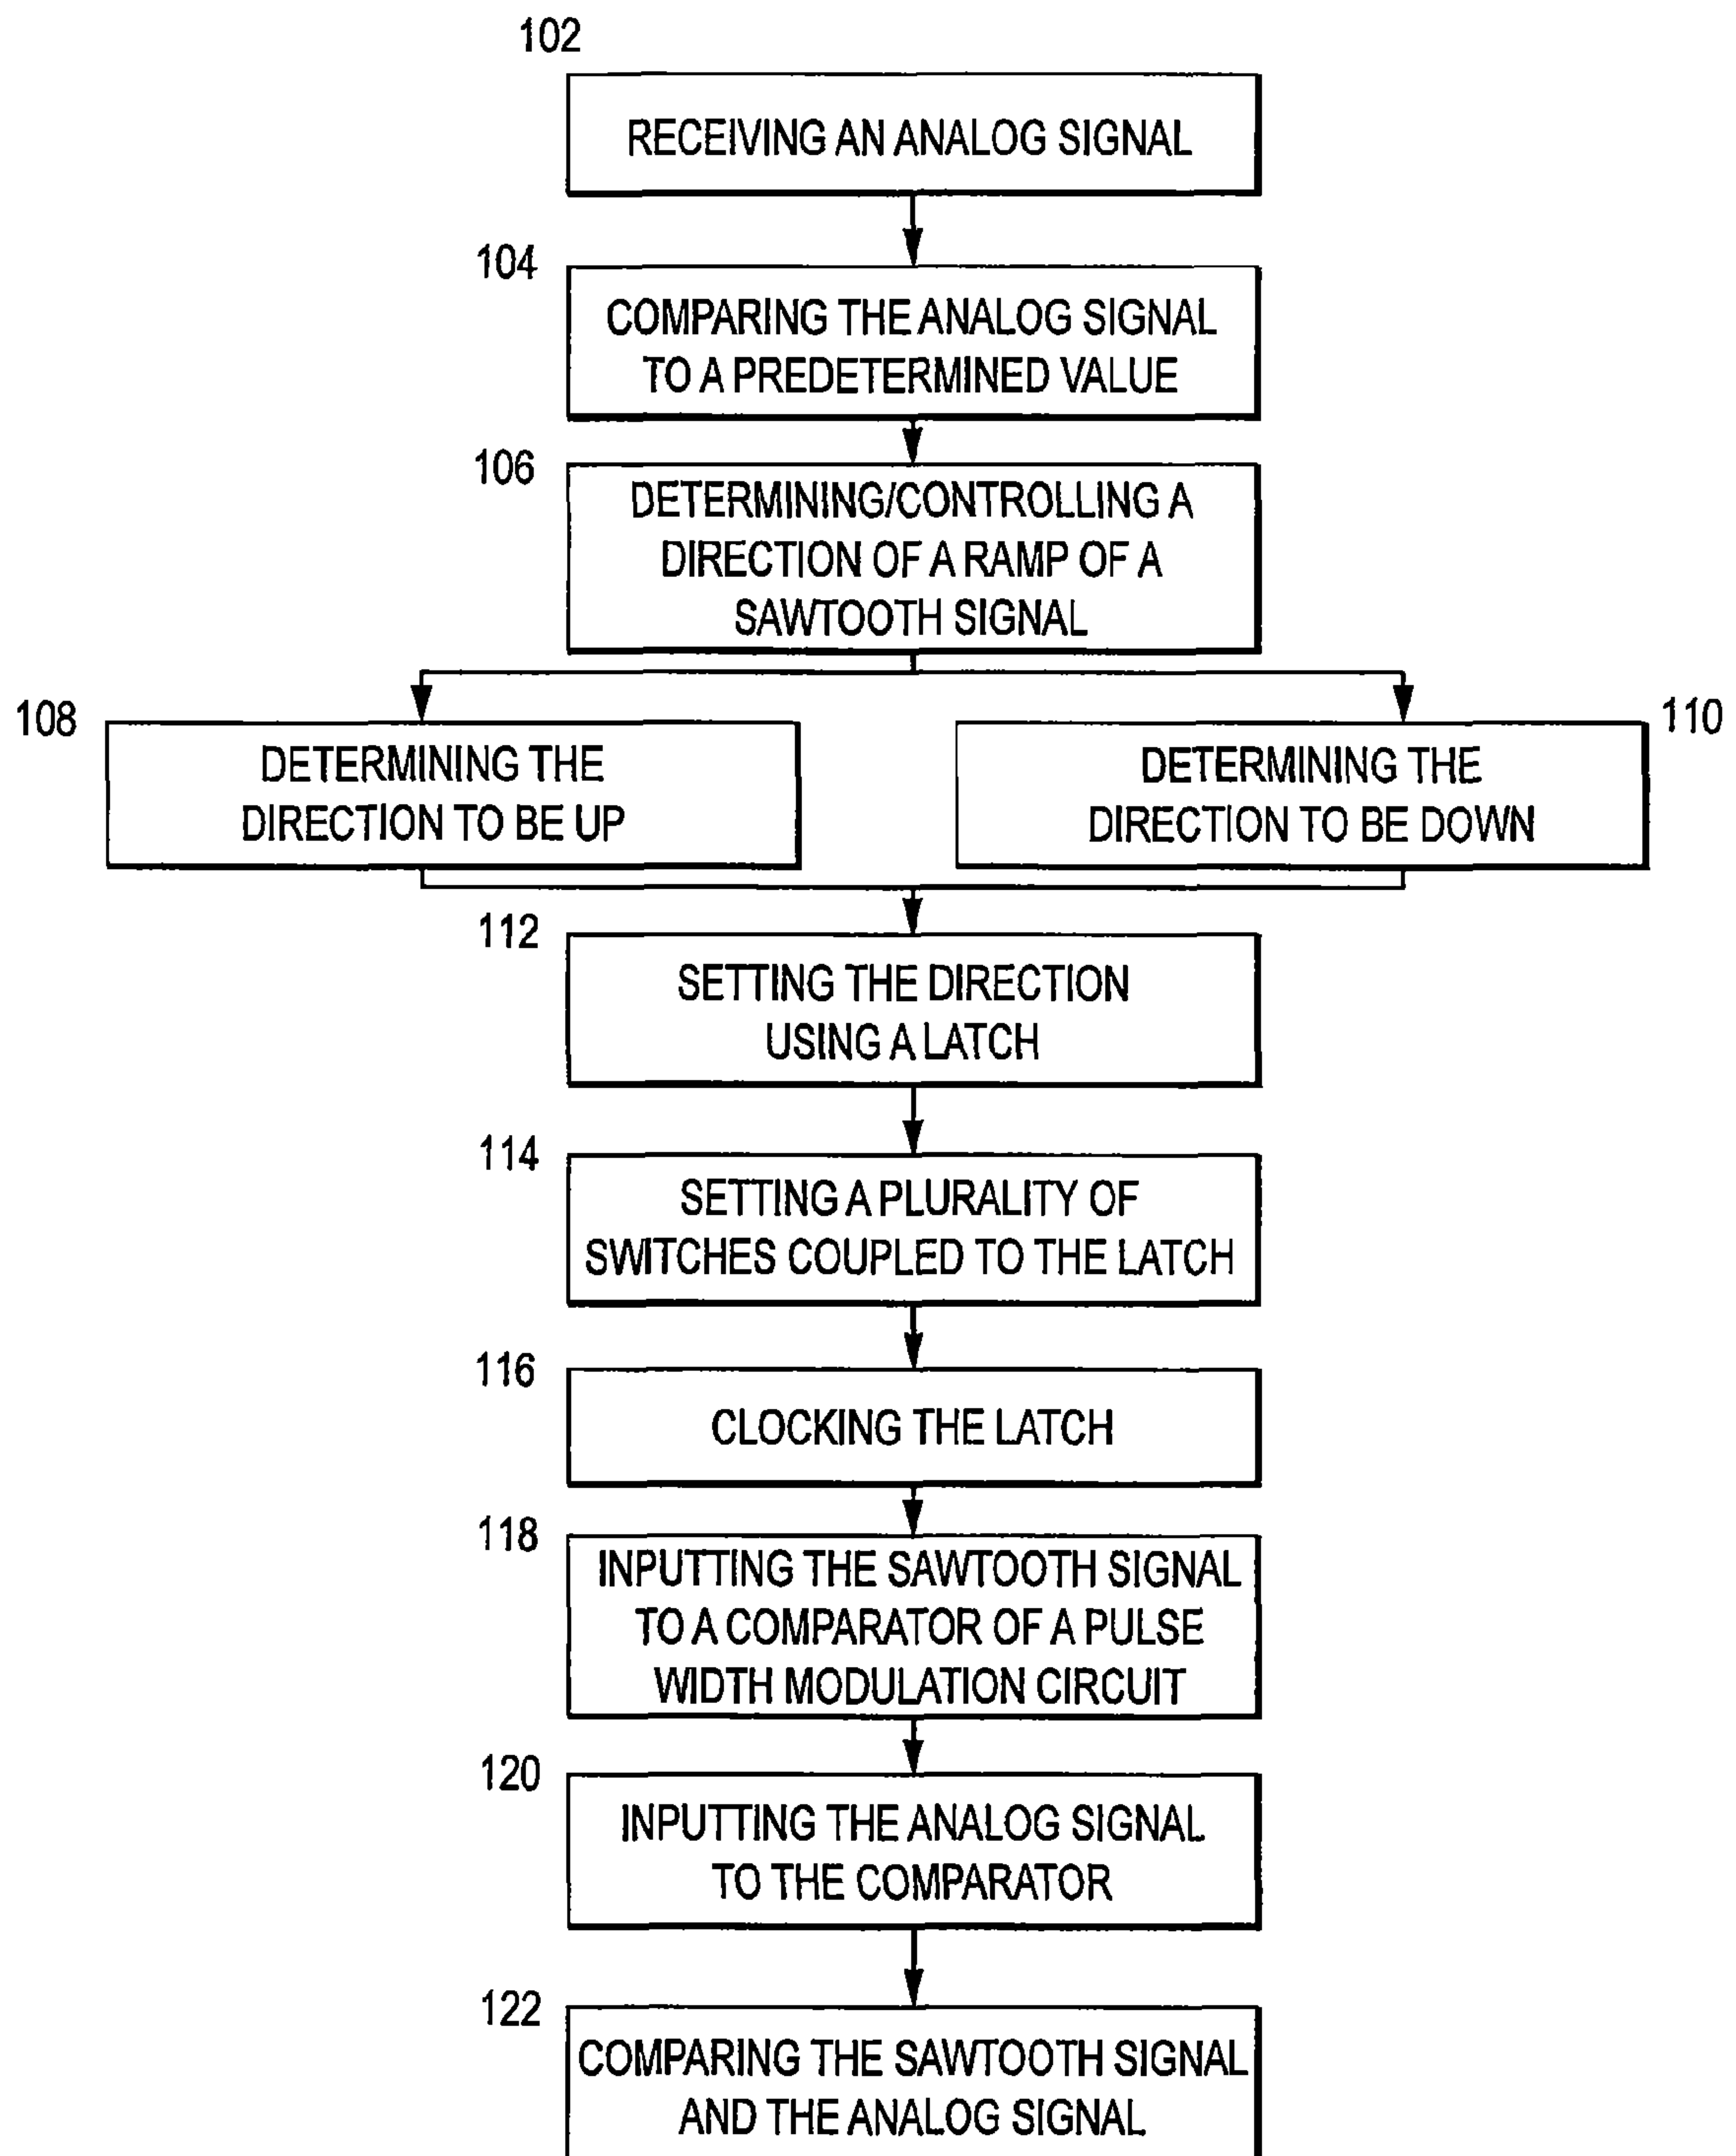 102
RECEIVING AN ANALOG SIGNAL
104
COMPARING THE ANALOG SIGNAL
TO A PREDETERMINED VALUE
106
DETERMINING/CONTROLLING A
DIRECTION OF A RAMP OF A
SAWTOOTH SIGNAL
108
DETERMINING THE
DIRECTION TO BE UP
110
DETERMINING THE
DIRECTION TO BE DOWN
112
SETTING THE DIRECTION
USING A LATCH
114
SETTING A PLURALITY OF
SWITCHES COUPLED TO THE LATCH
116
CLOCKING THE LATCH
118
INPUTTING THE SAWTOOTH SIGNAL
TO A COMPARATOR OF A PULSE
WIDTH MODULATION CIRCUIT
120
INPUTTING THE ANALOG SIGNAL
TO THE COMPARATOR
122
COMPARING THE SAWTOOTH SIGNAL
AND THE ANALOG SIGNAL